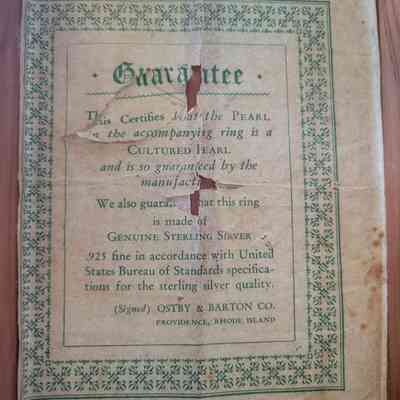 · Guarantee ·
This Certifies that the PEARL
in the accompanying ring is a
CULTURED PEARL
and is so guaranteed by the
manufact
We also guara that this ring
is made of
GENUINE STERLING SILVER
.925 fine in accordance with United
States Bureau of Standards specifica-
tions for the sterling silver quality.
(Signed) OSTBY & BARTON CO.
PROVIDENCE, RHODE ISLAND